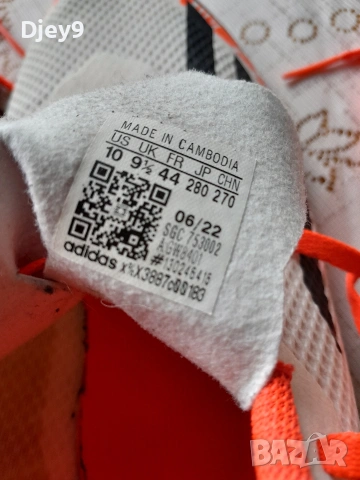 Djey9
MADE IN CAMBODIA
US UK FR JP CHN
10 9½ 44 280 270
06/22
SGC 753002
adidas
BAZAR